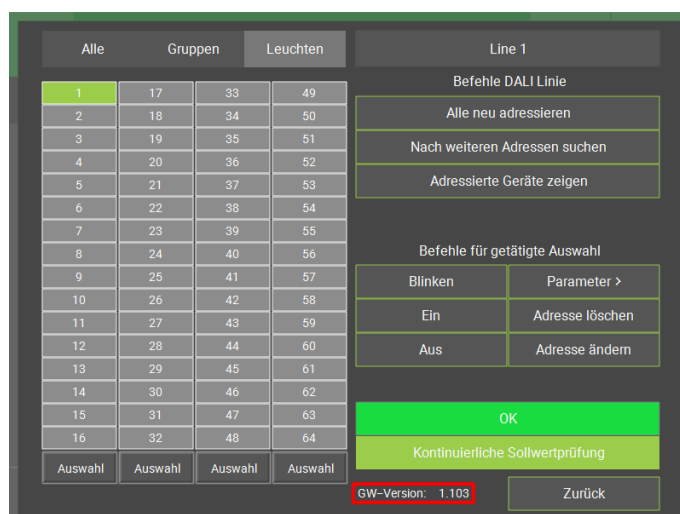 Alle Gruppen Leuchten Line 1
Befehle DALI Linie
1 17 33 49 Alle neu adressieren
2 18 34 50
3 19 35 51 Nach weiteren Adressen suchen
4 20 36 52
5 21 37 53 Adressierte Geräte zeigen
6 22 38 54
7 23 39 55
8 24 40 56 Befehle für getätigte Auswahl
9 25 41 57 Blinken Parameter >
10 26 42 58
11 27 43 59 Ein Adresse löschen
12 28 44 60 Aus Adresse ändern
13 29 45 61
14 30 46 62
15 31 47 63 OK
16 32 48 64
Kontinuierliche Sollwertprüfung
Auswahl Auswahl Auswahl Auswahl
GW-Version: 1.103 Zurück